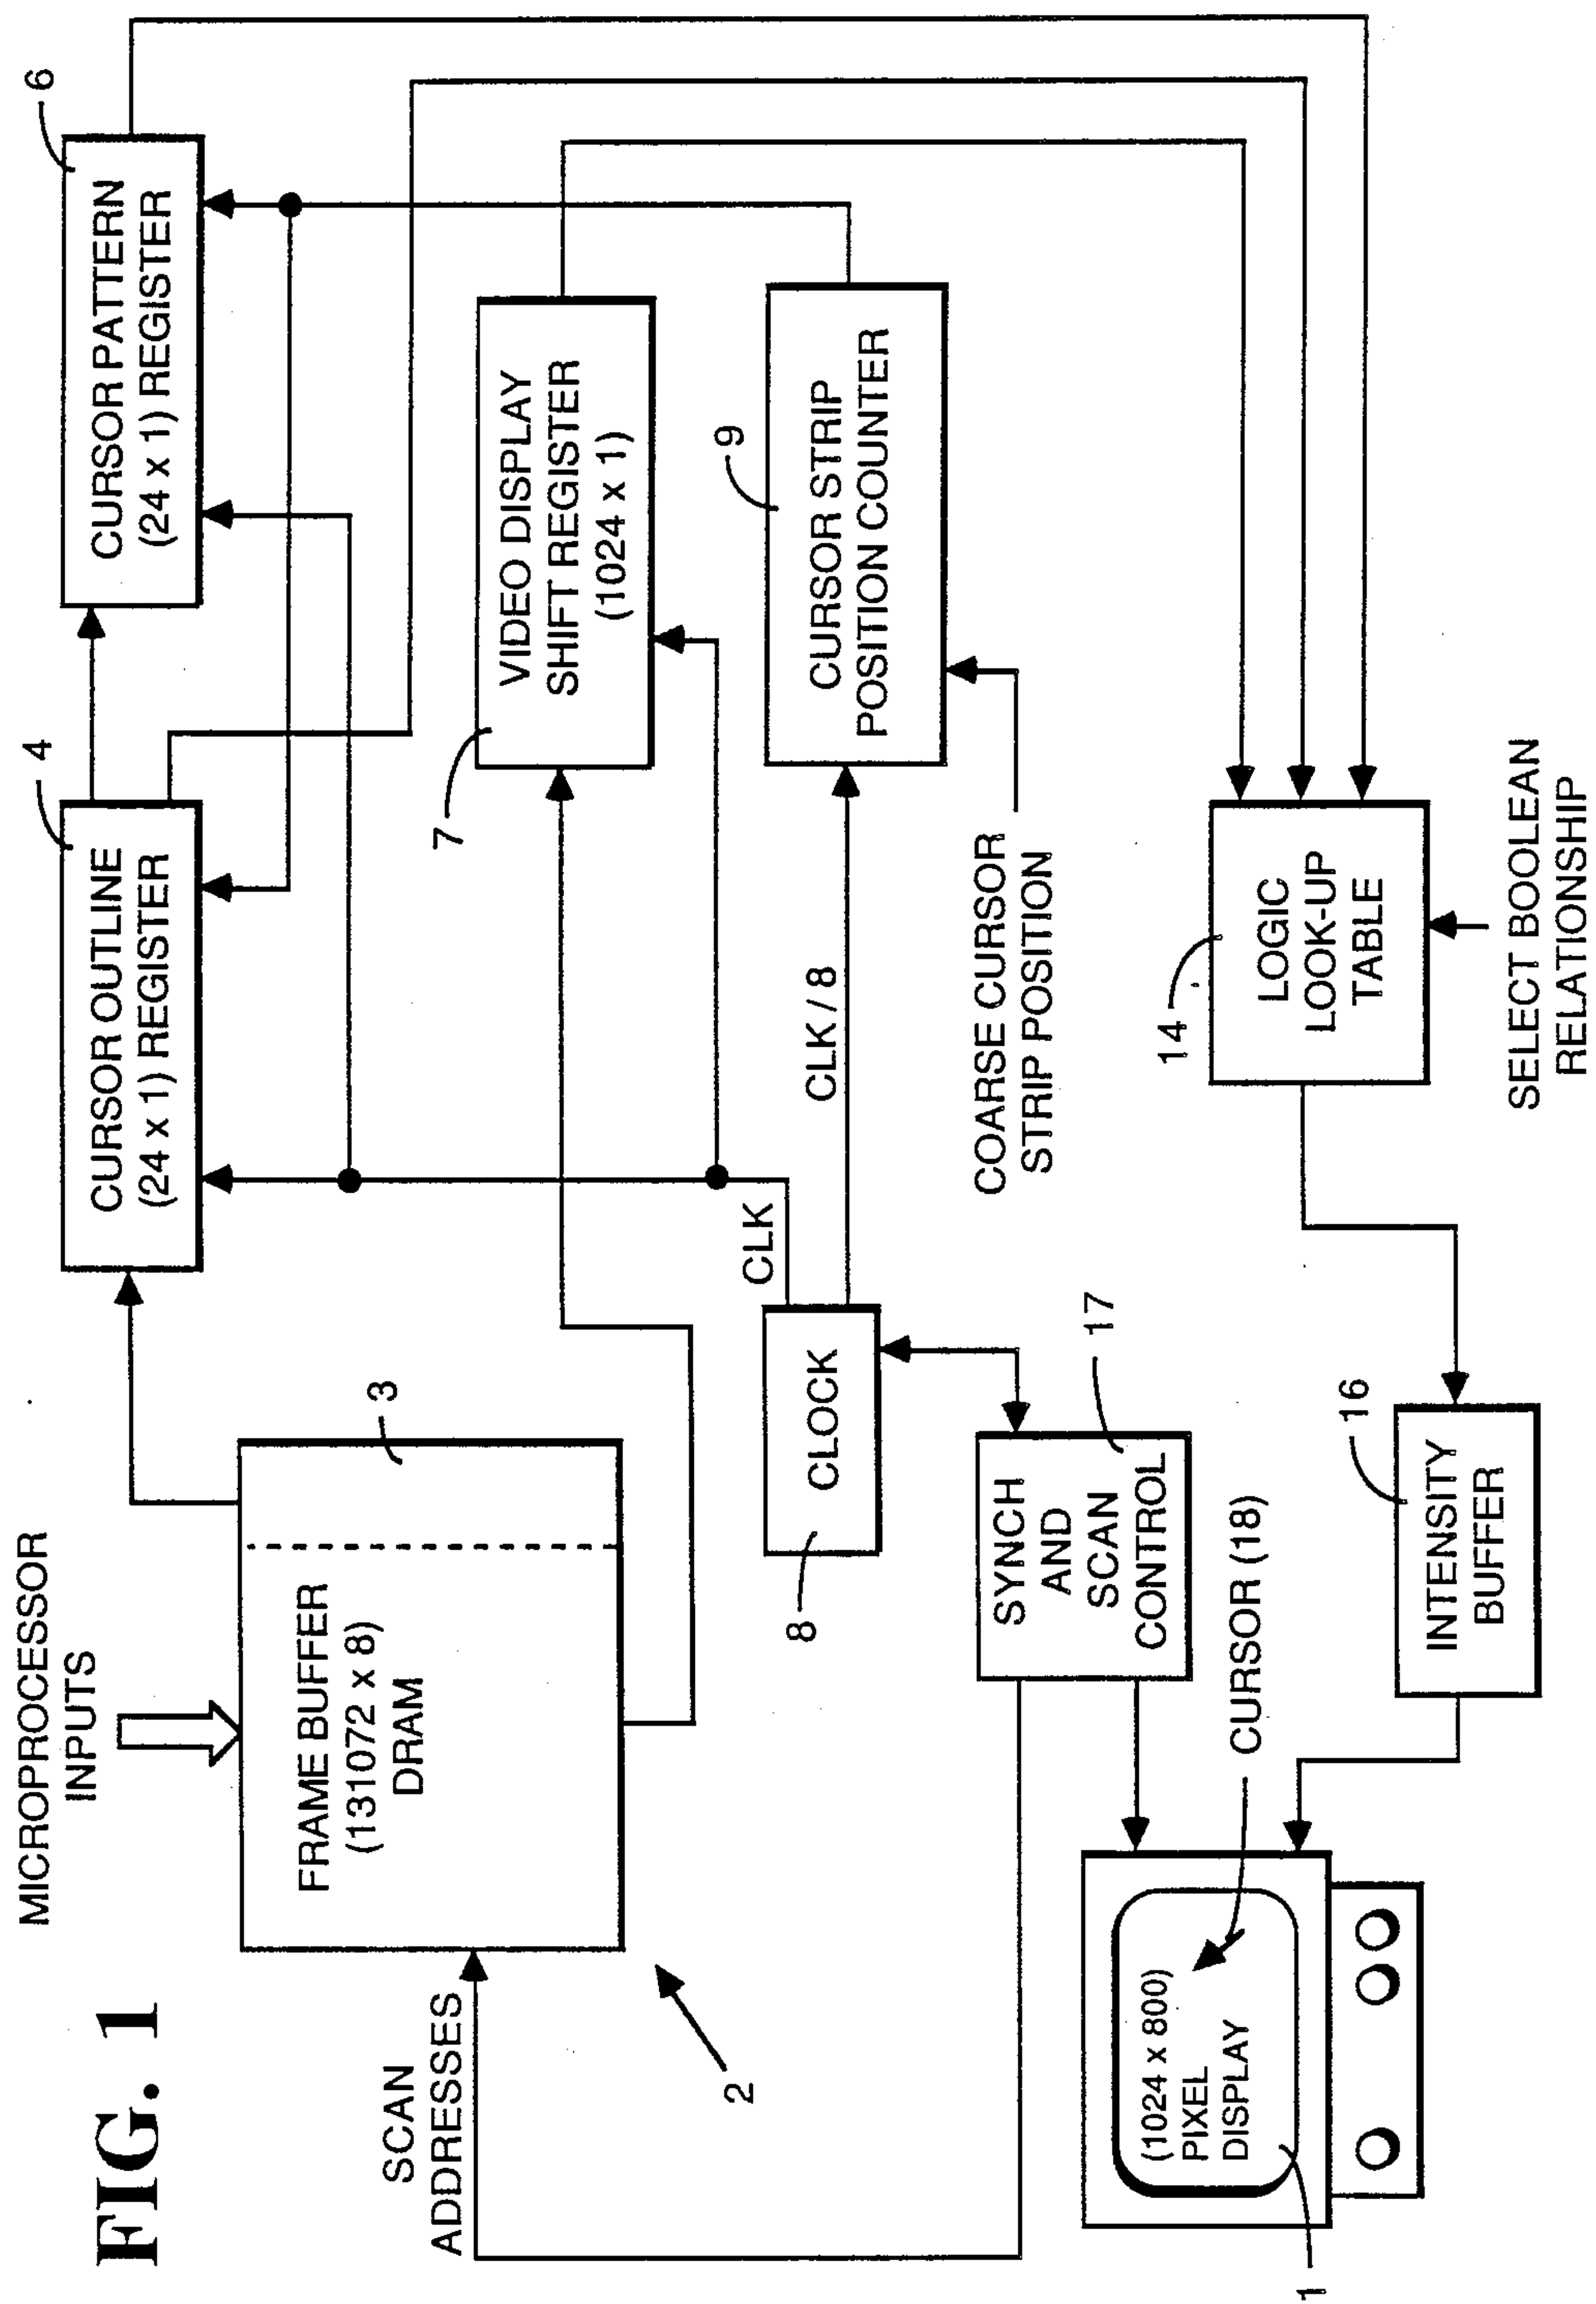 FIG. 1
MICROPROCESSOR
INPUTS
SCAN
ADDRESSES
FRAME BUFFER
(131072 x 8)
DRAM
3
2
CURSOR OUTLINE
(24 x 1) REGISTER
4
CURSOR PATTERN
(24 x 1) REGISTER
6
VIDEO DISPLAY
SHIFT REGISTER
(1024 x 1)
7
CURSOR STRIP
POSITION COUNTER
9
CLK
CLK / 8
CLOCK
8
COARSE CURSOR
STRIP POSITION
SYNCH
AND
SCAN
CONTROL
17
CURSOR (18)
(1024 x 800)
PIXEL
DISPLAY
1
LOGIC
LOOK-UP
TABLE
14
SELECT BOOLEAN
RELATIONSHIP
INTENSITY
BUFFER
16